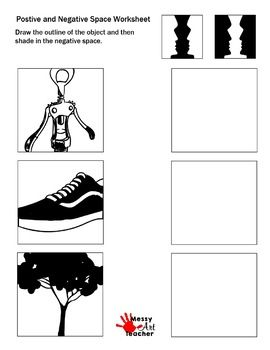 Postive and Negative Space Worksheet
Draw the outline of the object and then
shade in the negative space.
Messy
Art
Teacher